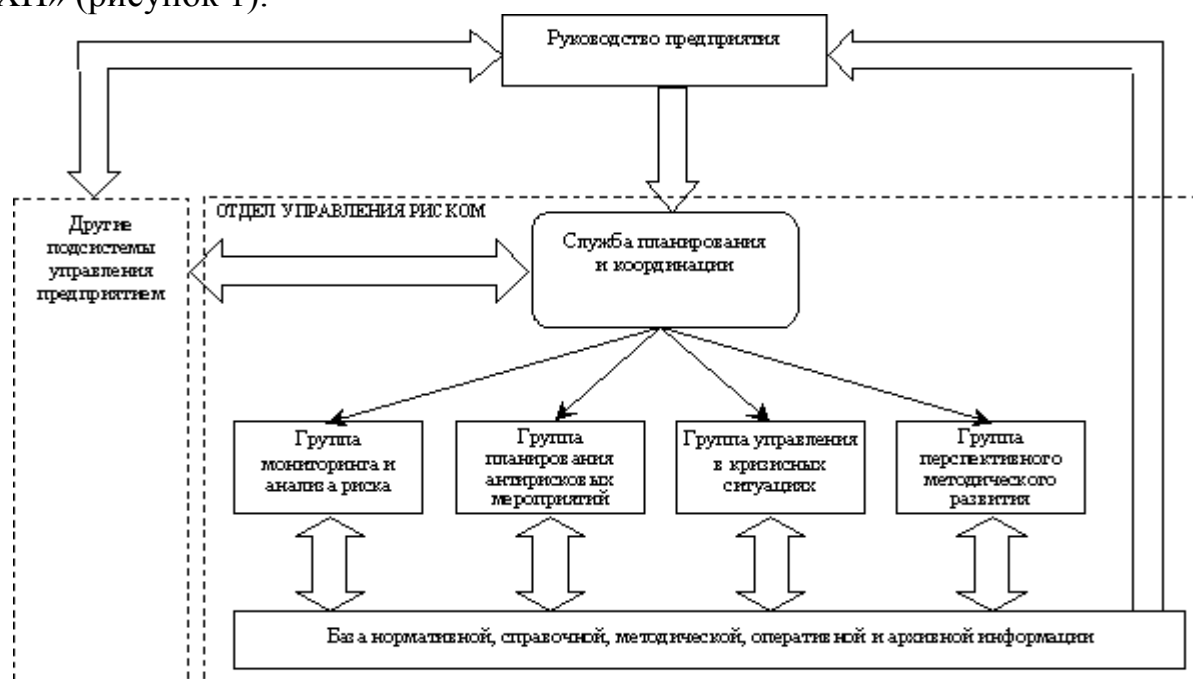 АП» (рисунок 1).
Руководство предприятия
ОТДЕЛ УПРАВЛЕНИЯ РИСКОМ
Другие
подсистемы
управления
предприятием
Служба планирования
и координации
Группа
мониторинга и
анализа риска
Группа
планирования
антирисковых
мероприятий
Группа управления
в кризисных
ситуациях
Группа
перспективного
методического
развития
База нормативной, справочной, методической, оперативной и архивной информации